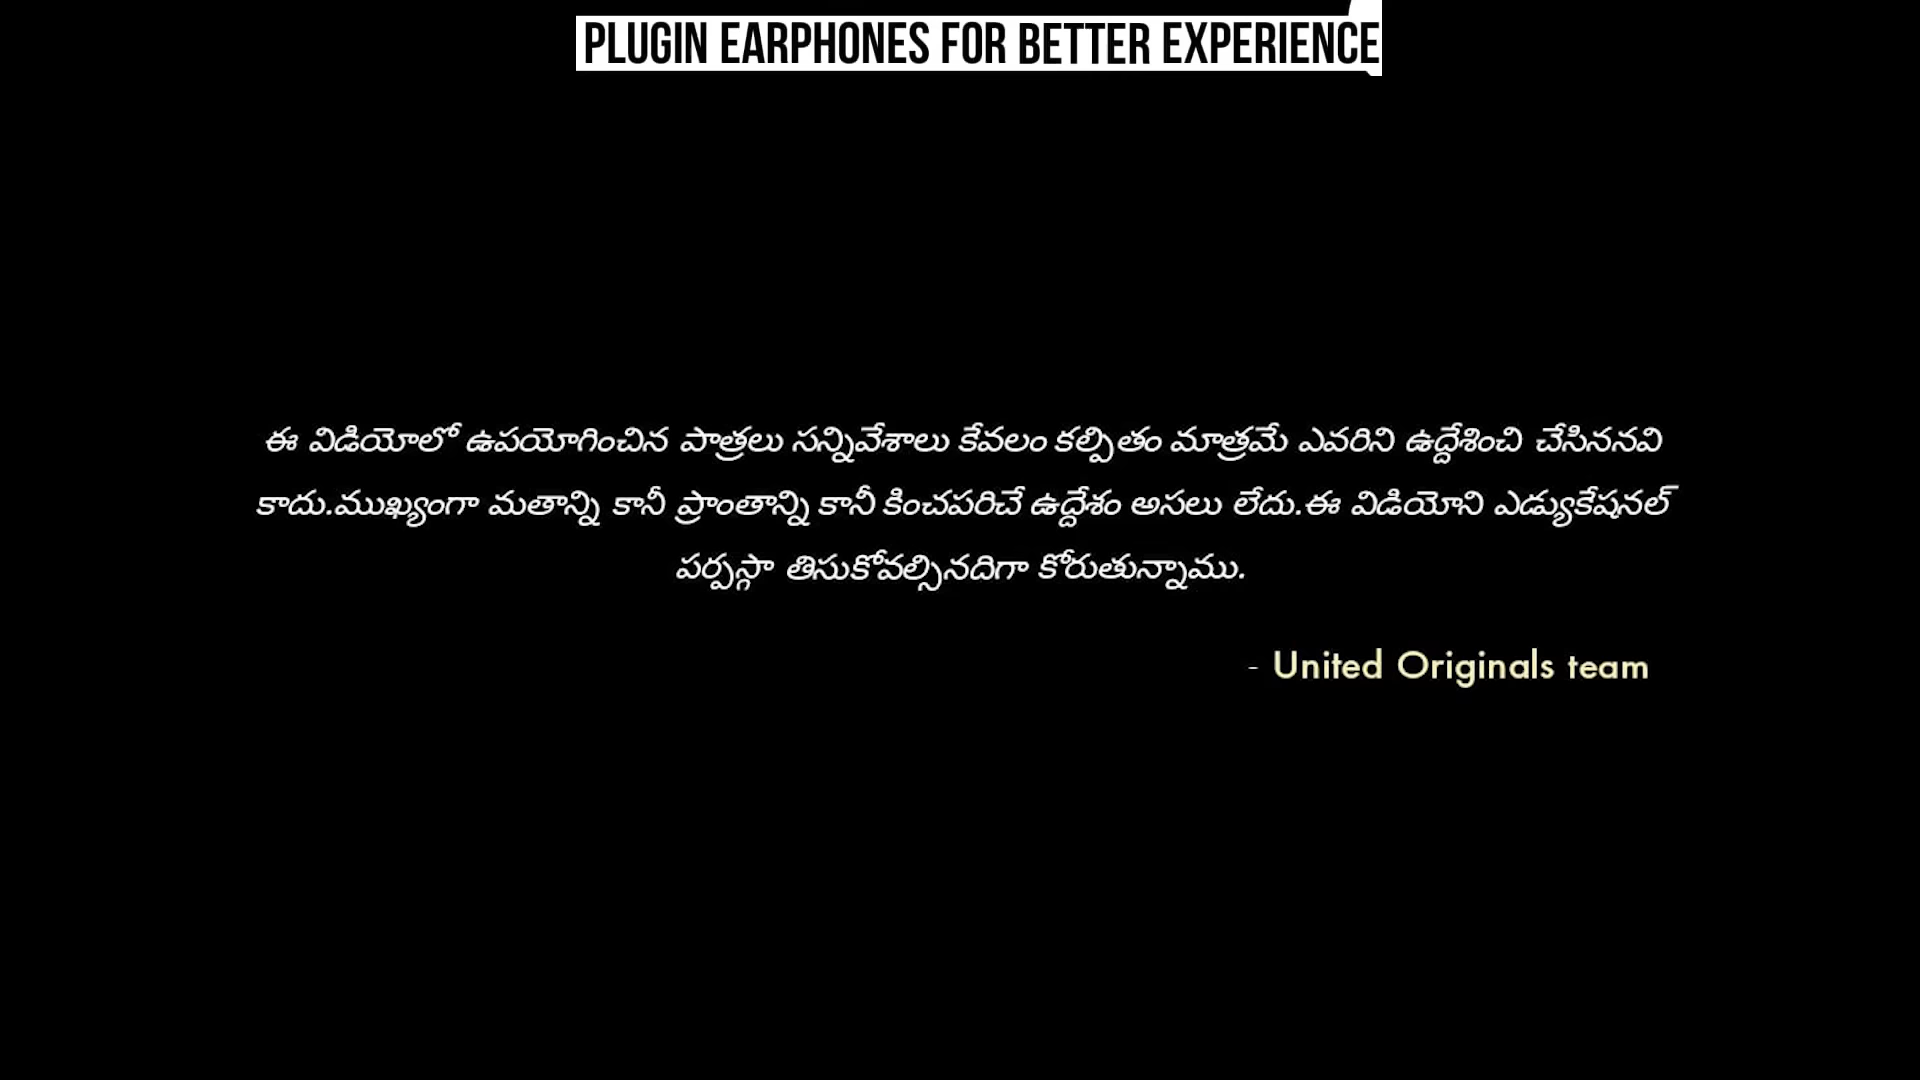 PLUGIN EARPHONES FOR BETTER EXPERIENCE
ఈ విడియోలో ఉపయోగించిన పాత్రలు సన్నివేశాలు కేవలం కల్పితం మాత్రమే ఎవరిని ఉద్దేశించి చేసిననవి
కాదు.ముఖ్యంగా మతాన్ని కానీ ప్రాంతాన్ని కానీ కించపరిచే ఉద్దేశం అసలు లేదు.ఈ విడియోని ఎడ్యుకేషనల్
పర్పస్గా తిసుకోవల్సినదిగా కోరుతున్నాము.
- United Originals team